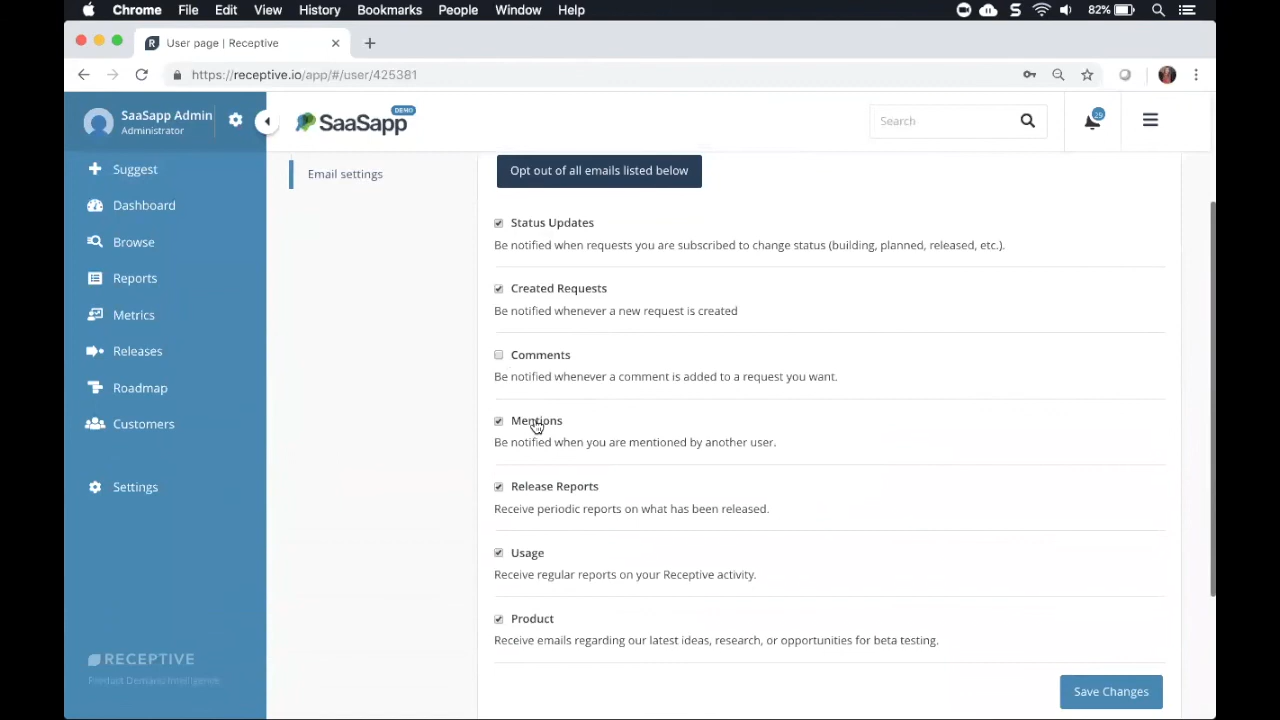 Chrome File Edit View History Bookmarks People Window Help 82%
User page | Receptive
https://receptive.io/app/#/user/425381
SaaSapp Admin
Administrator
DEMO
SaaSapp
Search
29
Suggest
Dashboard
Browse
Reports
Metrics
Releases
Roadmap
Customers
Settings
RECEPTIVE
Product Demand Intelligence
Email settings
Opt out of all emails listed below
Status Updates
Be notified when requests you are subscribed to change status (building, planned, released, etc.).
Created Requests
Be notified whenever a new request is created
Comments
Be notified whenever a comment is added to a request you want.
Mentions
Be notified when you are mentioned by another user.
Release Reports
Receive periodic reports on what has been released.
Usage
Receive regular reports on your Receptive activity.
Product
Receive emails regarding our latest ideas, research, or opportunities for beta testing.
Save Changes